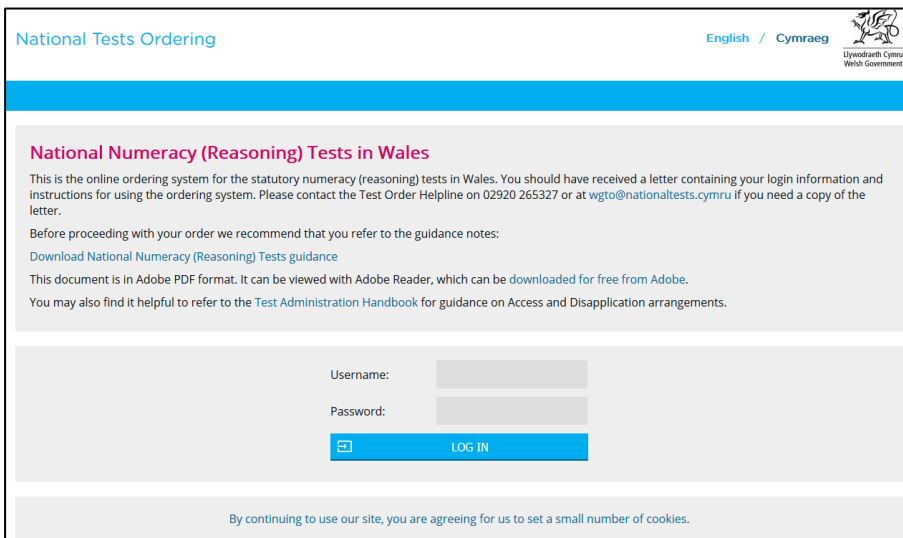 National Tests Ordering
English / Cymraeg
Llywodraeth Cymru
Welsh Government
National Numeracy (Reasoning) Tests in Wales
This is the online ordering system for the statutory numeracy (reasoning) tests in Wales. You should have received a letter containing your login information and
instructions for using the ordering system. Please contact the Test Order Helpline on 02920 265327 or at wgto@nationaltests.cymru if you need a copy of the
letter.
Before proceeding with your order we recommend that you refer to the guidance notes:
Download National Numeracy (Reasoning) Tests guidance
This document is in Adobe PDF format. It can be viewed with Adobe Reader, which can be downloaded for free from Adobe.
You may also find it helpful to refer to the Test Administration Handbook for guidance on Access and Disapplication arrangements.
Username:
Password:
LOG IN
By continuing to use our site, you are agreeing for us to set a small number of cookies.